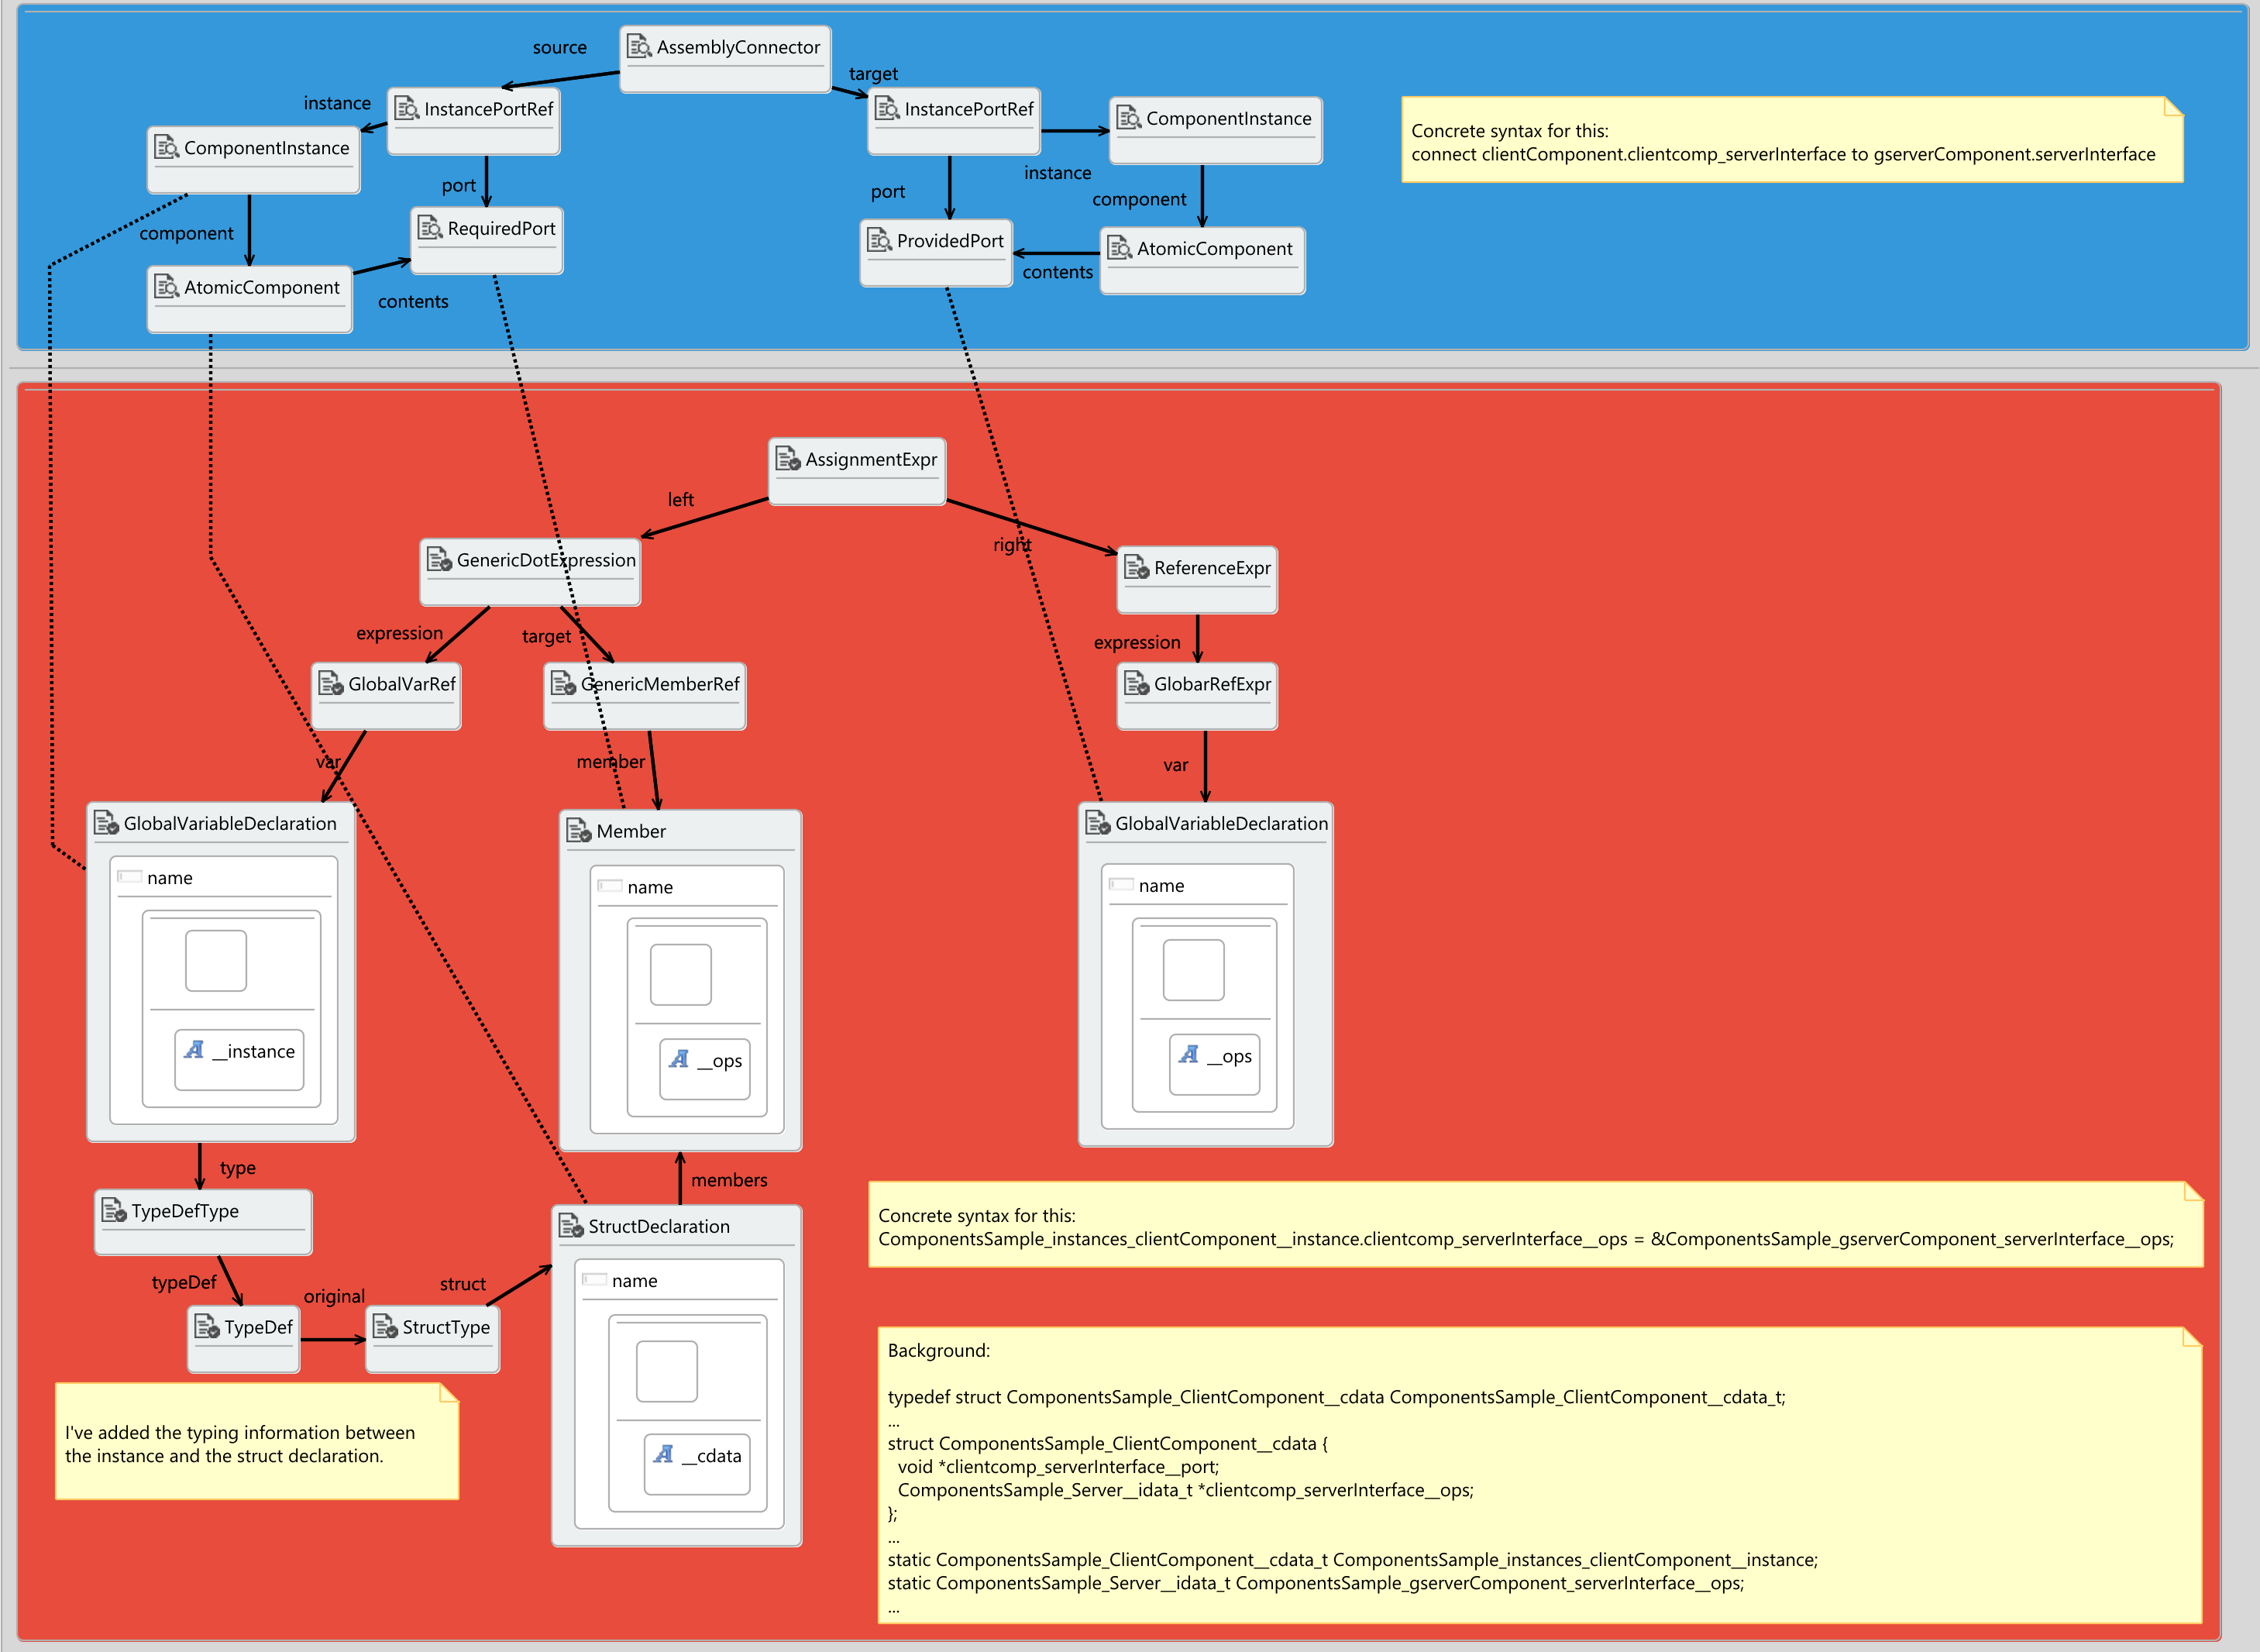 AssemblyConnector
source
target
InstancePortRef
InstancePortRef
instance
ComponentInstance
ComponentInstance
Concrete syntax for this:
connect clientComponent.clientcomp_serverInterface to gserverComponent.serverInterface
port
port
instance
component
component
RequiredPort
ProvidedPort
AtomicComponent
contents
AtomicComponent
contents
AssignmentExpr
left
right
GenericDotExpression
ReferenceExpr
expression
target
expression
GlobalVarRef
GenericMemberRef
GlobarRefExpr
var
member
var
GlobalVariableDeclaration
Member
GlobalVariableDeclaration
name
name
name
__instance
__ops
__ops
type
members
TypeDefType
StructDeclaration
Concrete syntax for this:
ComponentsSample_instances_clientComponent__instance.clientcomp_serverInterface__ops = &ComponentsSample_gserverComponent_serverInterface__ops;
typeDef
original
struct
name
TypeDef
StructType
__cdata
I've added the typing information between
the instance and the struct declaration.
Background:
typedef struct ComponentsSample_ClientComponent__cdata ComponentsSample_ClientComponent__cdata_t;
...
struct ComponentsSample_ClientComponent__cdata {
void *clientcomp_serverInterface__port;
ComponentsSample_Server__idata_t *clientcomp_serverInterface__ops;
};
...
static ComponentsSample_ClientComponent__cdata_t ComponentsSample_instances_clientComponent__instance;
static ComponentsSample_Server__idata_t ComponentsSample_gserverComponent_serverInterface__ops;
...